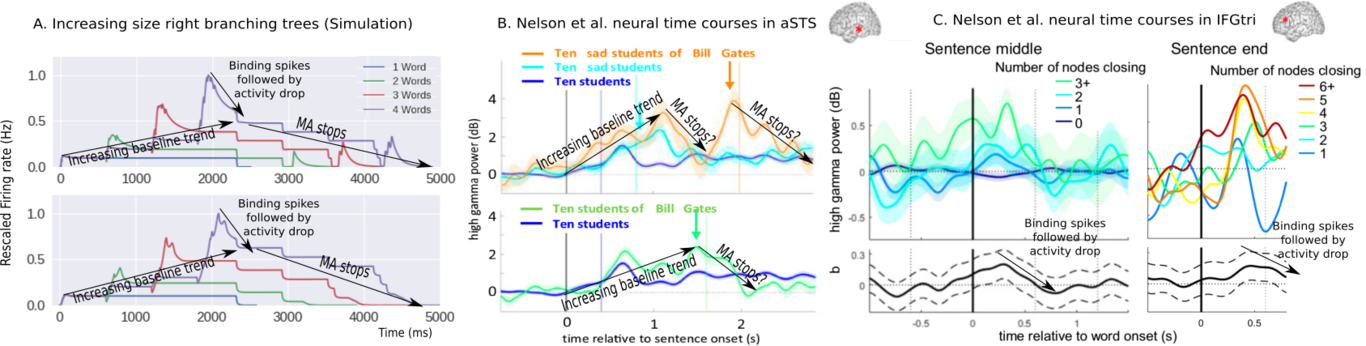 A. Increasing size right branching trees (Simulation)
Rescaled Firing rate (Hz)
1.0
0.5
0.0
Binding spikes
followed by
activity drop
1 Word
2 Words
3 Words
4 Words
Increasing baseline trend
MA stops
0
1000
2000
3000
4000
5000
1.0
0.5
0.0
Binding spikes
followed by
activity drop
Increasing baseline trend
MA stops
0
1000
2000
3000
4000
5000
Time (ms)
B. Nelson et al. neural time courses in aSTS
high gamma power (dB)
Ten sad students of Bill Gates
Ten sad students
Ten students
4
2
0
Increasing baseline trend
MA stops?
MA stops?
Ten students of Bill Gates
Ten students
4
2
0
Increasing baseline trend
MA stops?
0
1
2
time relative to sentence onset (s)
C. Nelson et al. neural time courses in IFGtri
Sentence middle
Number of nodes closing
3+
2
1
0
high gamma power (dB)
0.5
0
-0.5
Binding spikes
followed by
activity drop
b
0.3
0
-0.5
0
0.5
1
Sentence end
Number of nodes closing
6+
5
4
3
2
1
Binding spikes
followed by
activity drop
0
0.5
time relative to word onset (s)